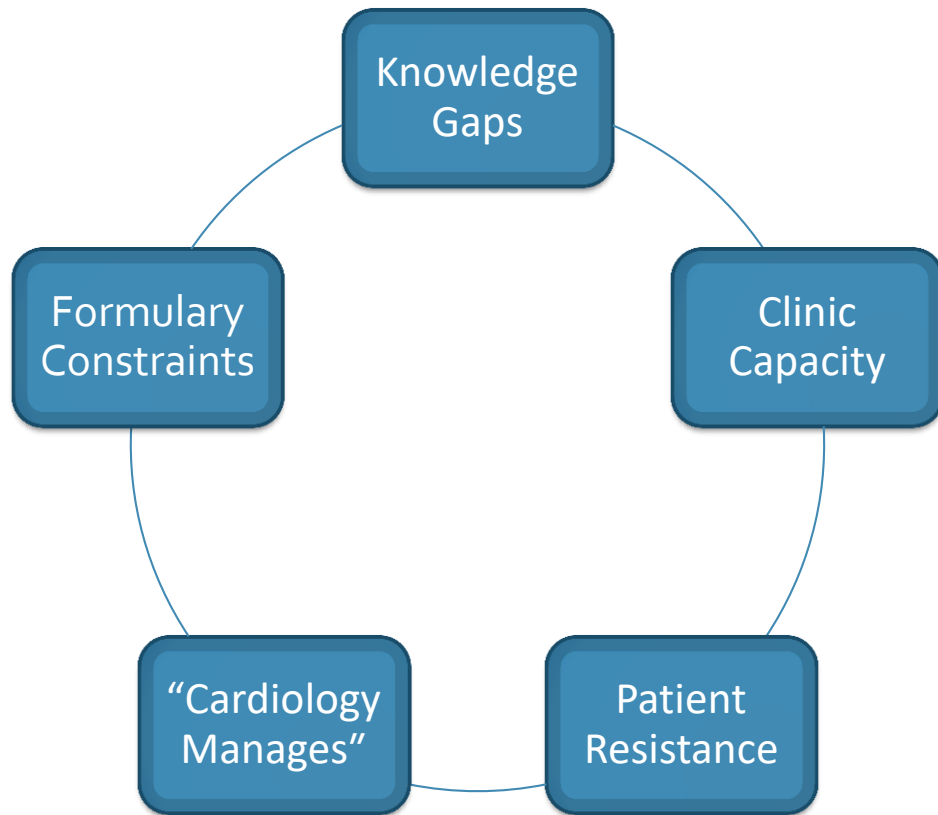 Knowledge
Gaps
Formulary
Constraints
Clinic
Capacity
“Cardiology
Manages”
Patient
Resistance